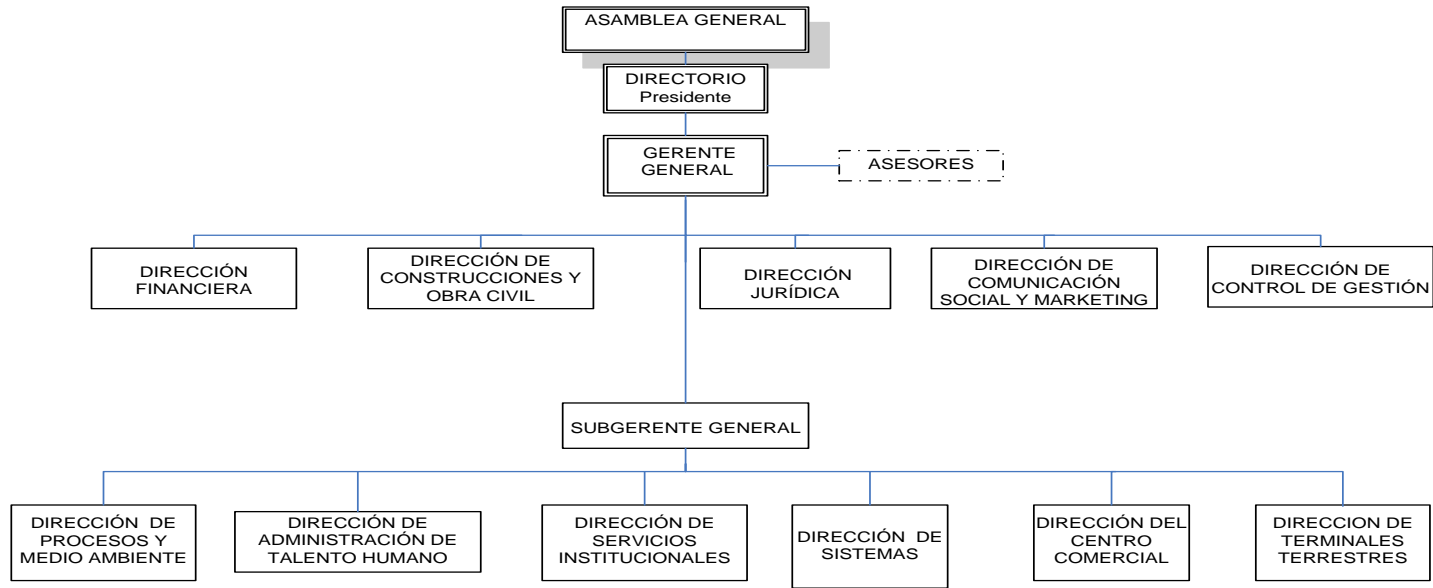 ASAMBLEA GENERAL
DIRECTORIO
Presidente
GERENTE
GENERAL
ASESORES
DIRECCIÓN
FINANCIERA
DIRECCIÓN DE
CONSTRUCCIONES Y
OBRA CIVIL
DIRECCIÓN
JURÍDICA
DIRECCIÓN DE
COMUNICACIÓN
SOCIAL Y MARKETING
DIRECCIÓN DE
CONTROL DE GESTIÓN
SUBGERENTE GENERAL
DIRECCIÓN DE
PROCESOS Y
MEDIO AMBIENTE
DIRECCIÓN DE
ADMINISTRACIÓN DE
TALENTO HUMANO
DIRECCIÓN DE
SERVICIOS
INSTITUCIONALES
DIRECCIÓN DE
SISTEMAS
DIRECCIÓN DEL
CENTRO
COMERCIAL
DIRECCION DE
TERMINALES
TERRESTRES